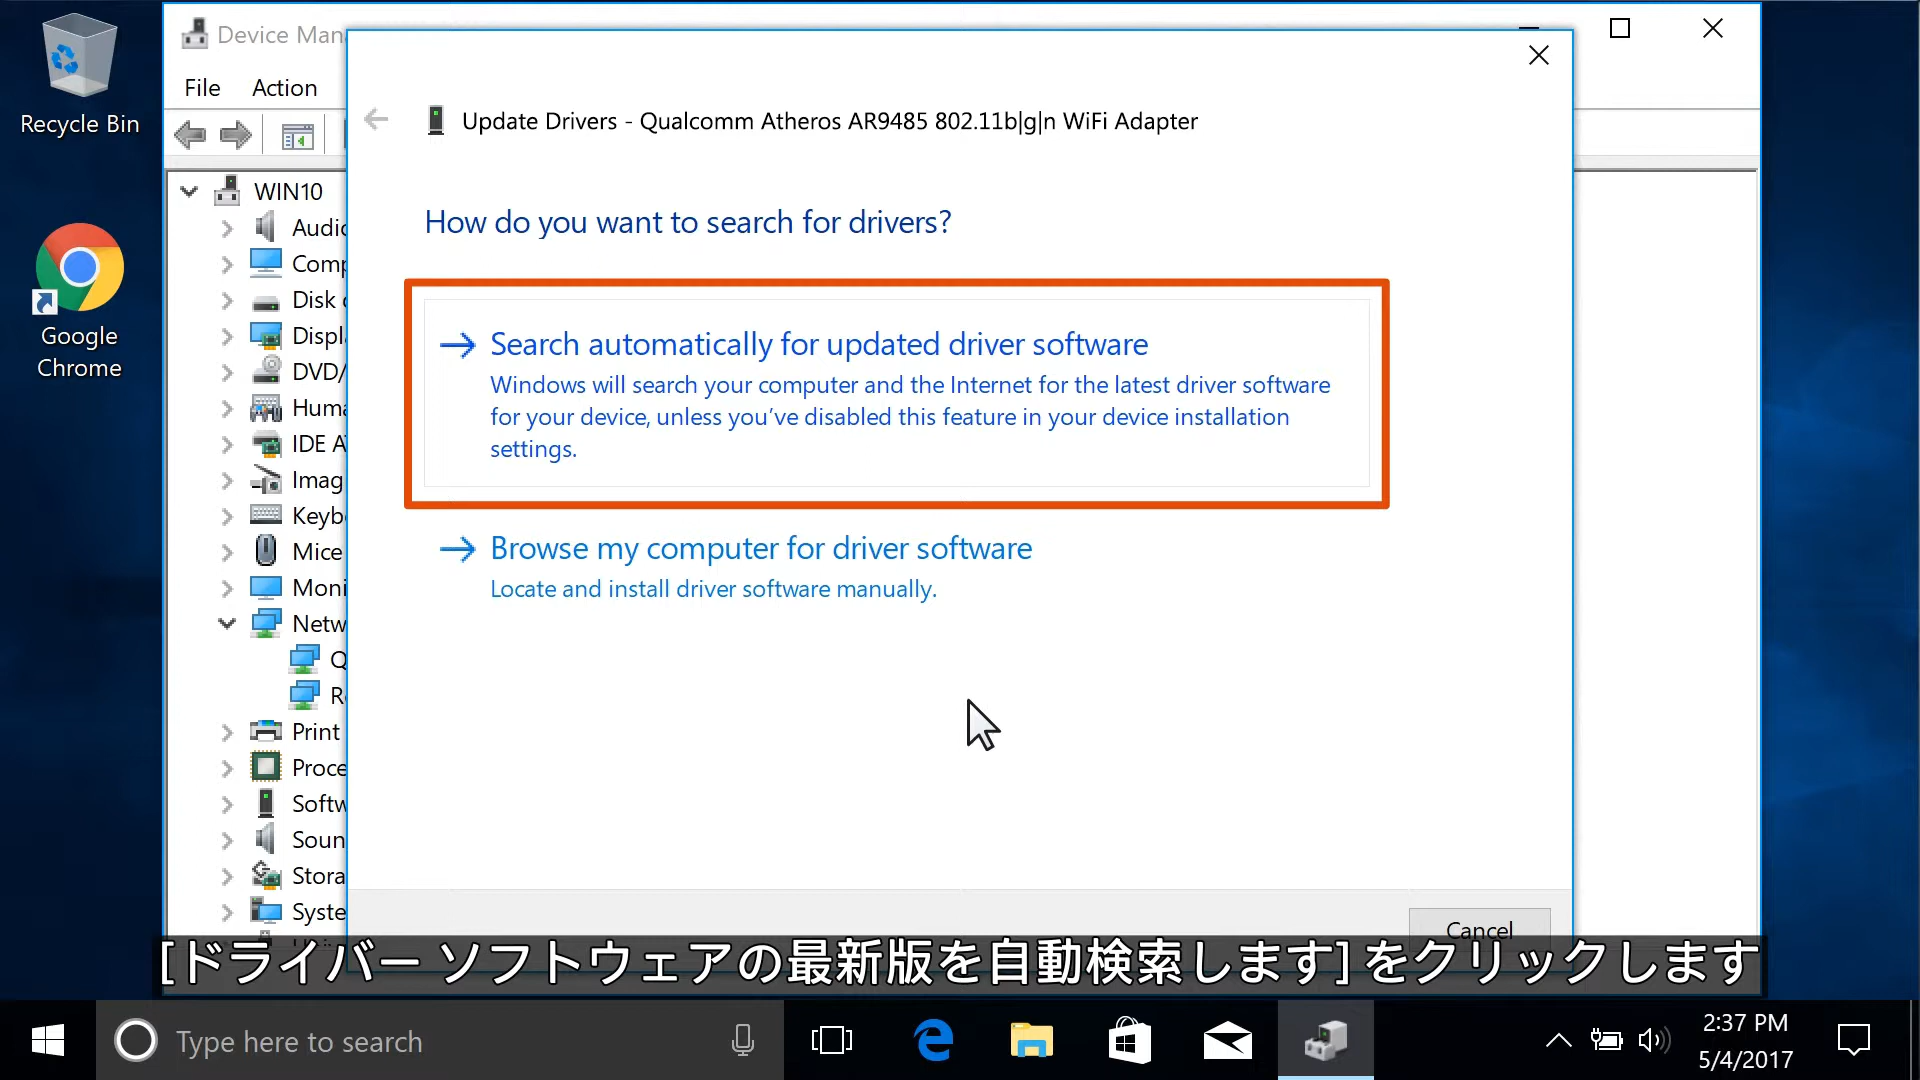 Recycle Bin
Google
Chrome
Device Man
File Action
WIN10
Audio
Comp
Disk
Displ
DVD/
Huma
IDE A
Imag
Keyb
Mice
Moni
Netw
Q
Re
Print
Proce
Softw
Soun
Stora
Syste
Update Drivers - Qualcomm Atheros AR9485 802.11b|g|n WiFi Adapter
How do you want to search for drivers?
Search automatically for updated driver software
Windows will search your computer and the Internet for the latest driver software
for your device, unless you've disabled this feature in your device installation
settings.
Browse my computer for driver software
Locate and install driver software manually.
Cancel
[ドライバー ソフトウェアの最新版を自動検索します] をクリックします
Type here to search
2:37 PM
5/4/2017